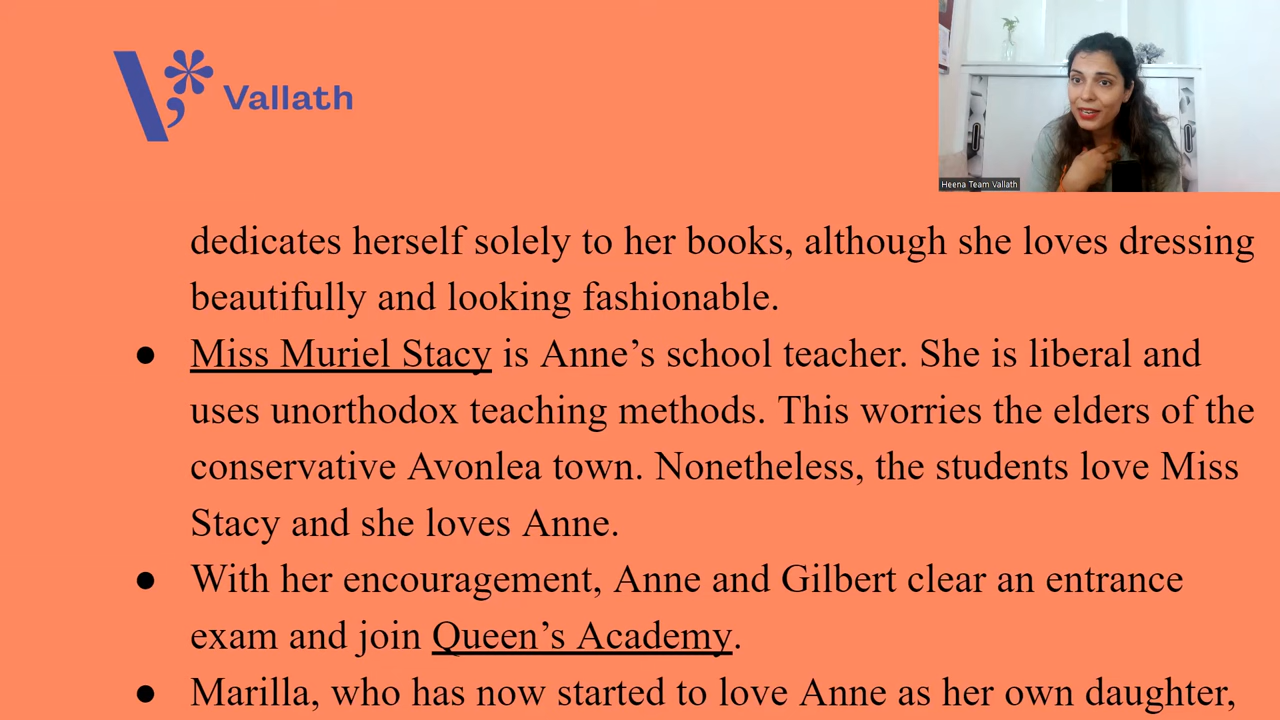 Vallath
Heena Team Vallath
dedicates herself solely to her books, although she loves dressing
beautifully and looking fashionable.
● Miss Muriel Stacy is Anne’s school teacher. She is liberal and
uses unorthodox teaching methods. This worries the elders of the
conservative Avonlea town. Nonetheless, the students love Miss
Stacy and she loves Anne.
● With her encouragement, Anne and Gilbert clear an entrance
exam and join Queen’s Academy.
● Marilla, who has now started to love Anne as her own daughter,